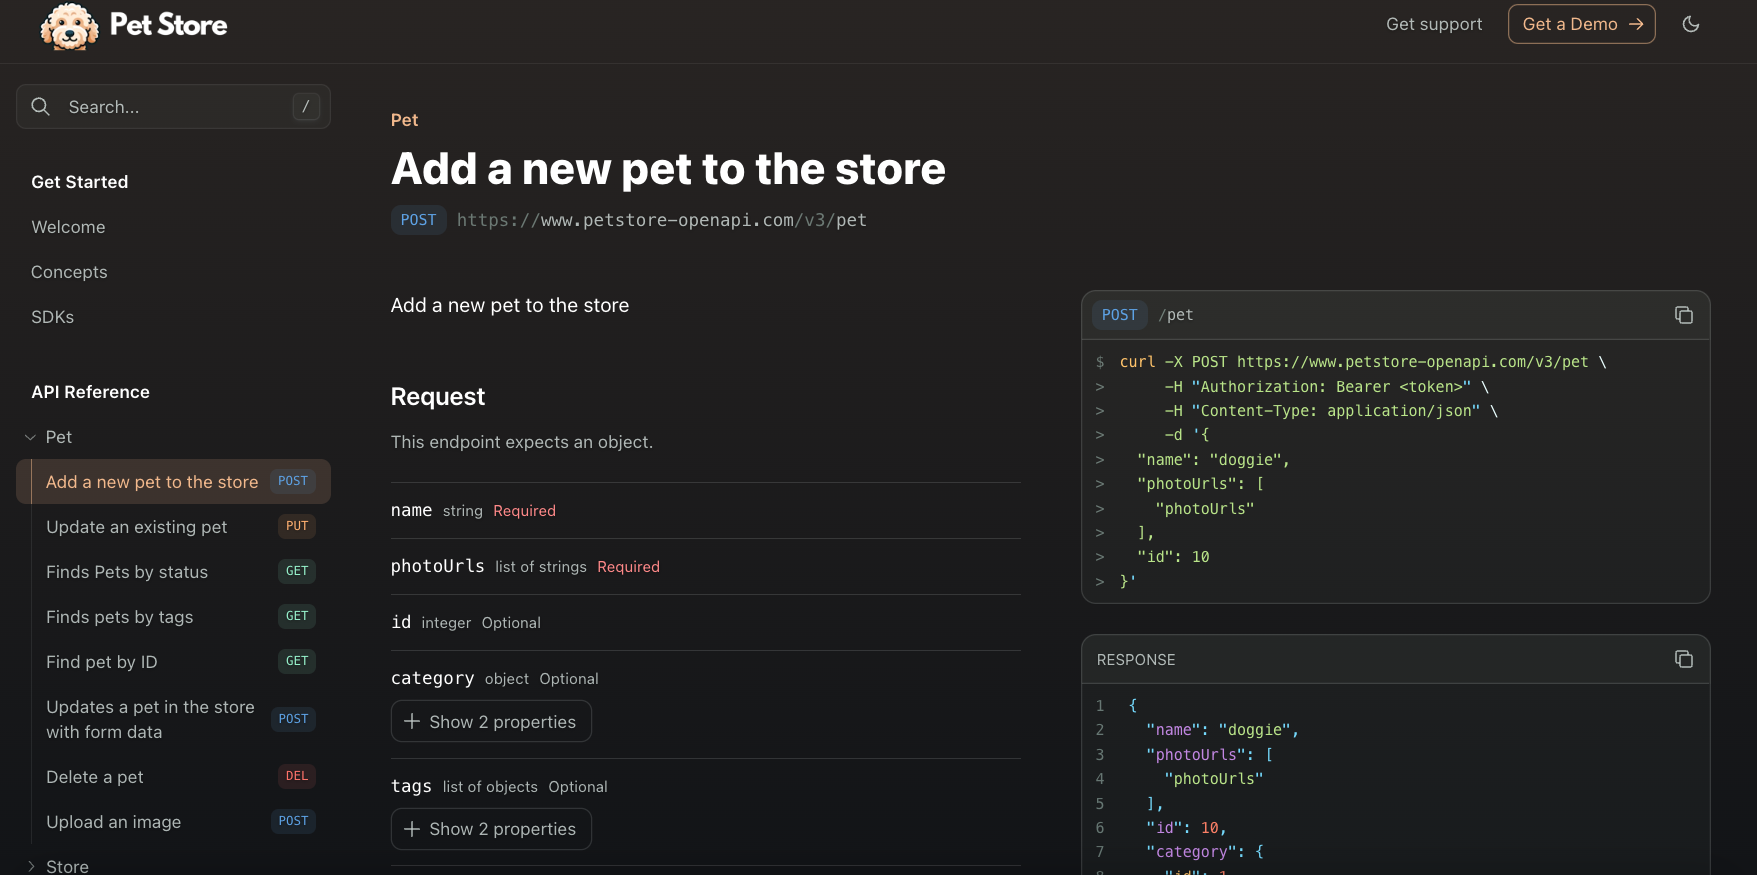 Pet Store
Get support
Get a Demo →
Search...
/
Get Started
Welcome
Concepts
SDKs
API Reference
Pet
Add a new pet to the store POST
Update an existing pet PUT
Finds Pets by status GET
Finds pets by tags GET
Find pet by ID GET
Updates a pet in the store
with form data POST
Delete a pet DEL
Upload an image POST
Store
Pet
Add a new pet to the store
POST https://www.petstore-openapi.com/v3/pet
Add a new pet to the store
Request
This endpoint expects an object.
name string Required
photoUrls list of strings Required
id integer Optional
category object Optional
+ Show 2 properties
tags list of objects Optional
+ Show 2 properties
POST /pet
$ curl -X POST https://www.petstore-openapi.com/v3/pet \
> -H "Authorization: Bearer <token>" \
> -H "Content-Type: application/json" \
> -d '{
> "name": "doggie",
> "photoUrls": [
> "photoUrls"
> ],
> "id": 10
> }'
RESPONSE
1 {
2 "name": "doggie",
3 "photoUrls": [
4 "photoUrls"
5 ],
6 "id": 10,
7 "category": {
8 "id": 1